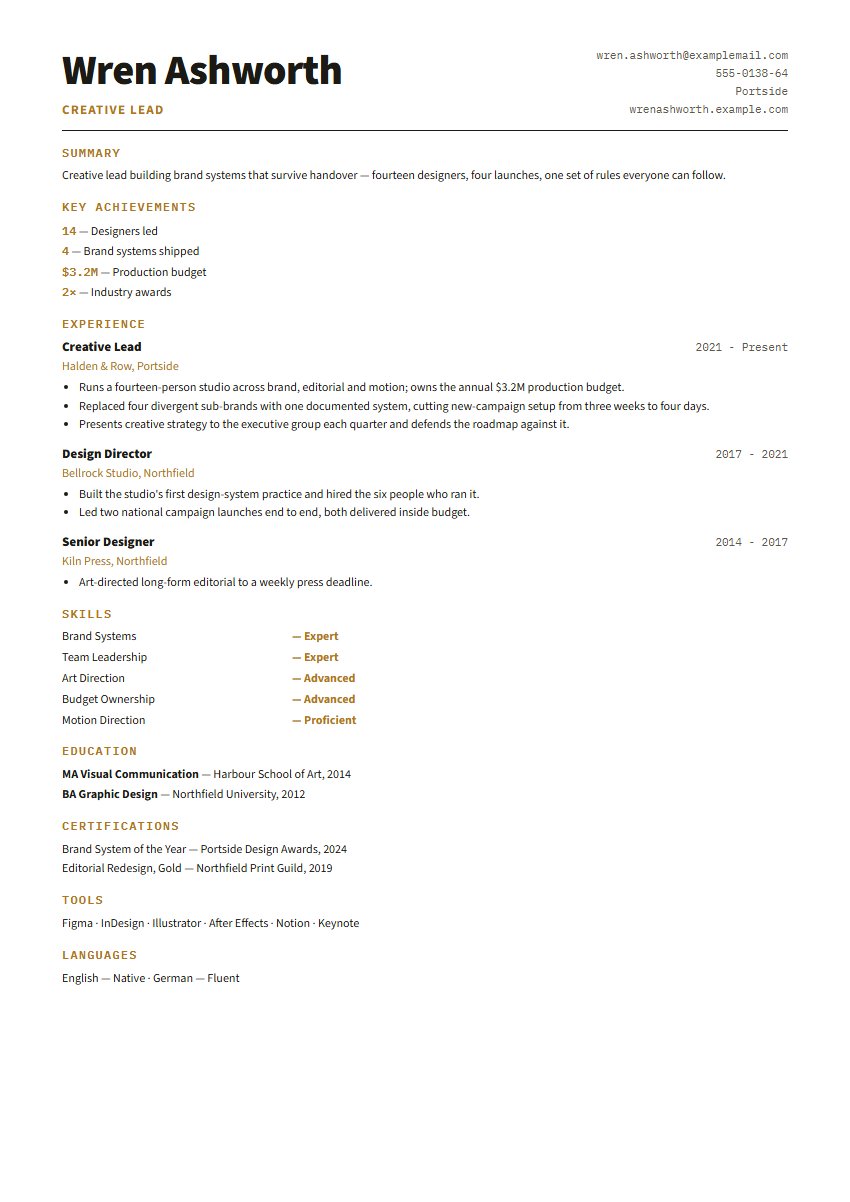 Wren Ashworth
CREATIVE LEAD
wren.ashworth@examplemail.com
555-0138-64
Portside
wrenashworth.example.com
SUMMARY
Creative lead building brand systems that survive handover — fourteen designers, four launches, one set of rules everyone can follow.
KEY ACHIEVEMENTS
14 — Designers led
4 — Brand systems shipped
$3.2M — Production budget
2× — Industry awards
EXPERIENCE
Creative Lead 2021 - Present
Halden & Row, Portside
• Runs a fourteen-person studio across brand, editorial and motion; owns the annual $3.2M production budget.
• Replaced four divergent sub-brands with one documented system, cutting new-campaign setup from three weeks to four days.
• Presents creative strategy to the executive group each quarter and defends the roadmap against it.
Design Director 2017 - 2021
Bellrock Studio, Northfield
• Built the studio's first design-system practice and hired the six people who ran it.
• Led two national campaign launches end to end, both delivered inside budget.
Senior Designer 2014 - 2017
Kiln Press, Northfield
• Art-directed long-form editorial to a weekly press deadline.
SKILLS
Brand Systems — Expert
Team Leadership — Expert
Art Direction — Advanced
Budget Ownership — Advanced
Motion Direction — Proficient
EDUCATION
MA Visual Communication — Harbour School of Art, 2014
BA Graphic Design — Northfield University, 2012
CERTIFICATIONS
Brand System of the Year — Portside Design Awards, 2024
Editorial Redesign, Gold — Northfield Print Guild, 2019
TOOLS
Figma · InDesign · Illustrator · After Effects · Notion · Keynote
LANGUAGES
English — Native · German — Fluent